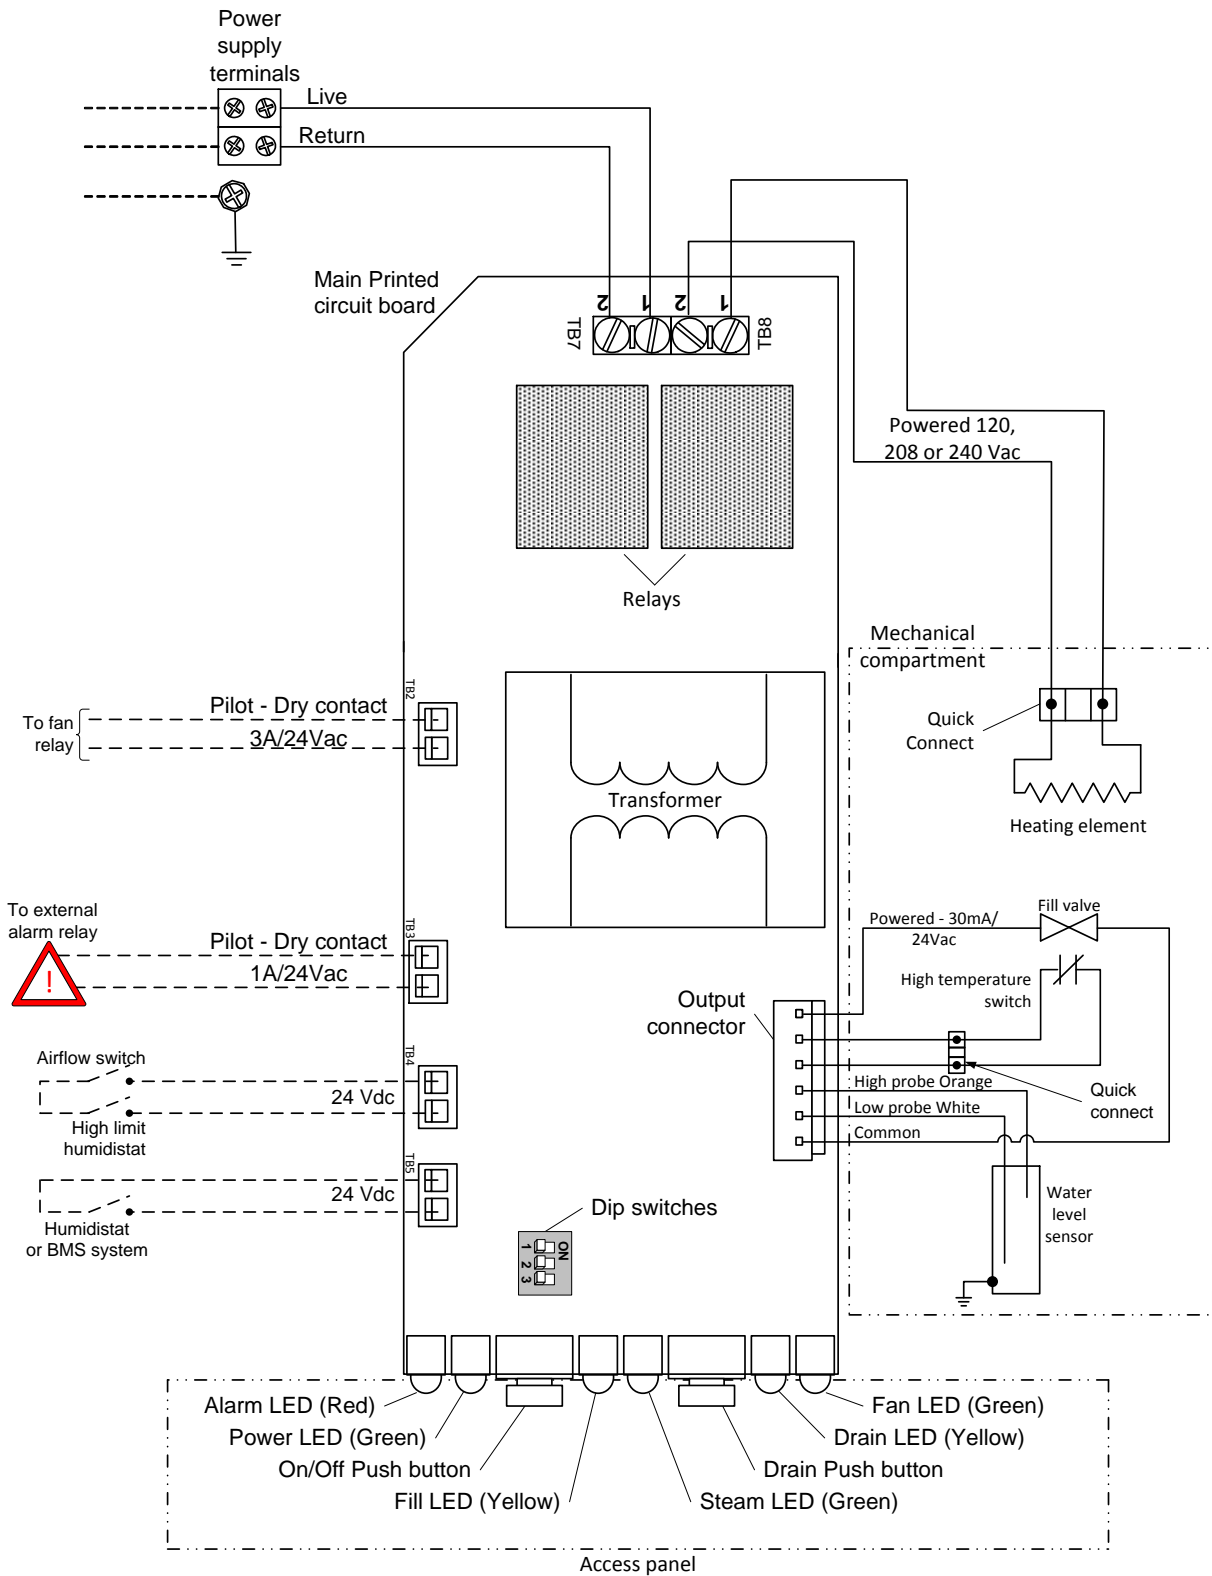 Power
supply
terminals
Live
Return
Main Printed
circuit board
2
1
2
1
TB7
TB8
Powered 120,
208 or 240 Vac
Relays
Mechanical
compartment
Quick
Connect
Heating element
TB2
Pilot - Dry contact
3A/24Vac
To fan
relay
Transformer
To external
alarm relay
!
TB3
Pilot - Dry contact
1A/24Vac
Fill valve
Powered - 30mA/
24Vac
High temperature
switch
Output
connector
Airflow switch
TB4
24 Vdc
High limit
humidistat
High probe Orange
Low probe White
Common
Quick
connect
TB5
24 Vdc
Humidistat
or BMS system
Water
level
sensor
Dip switches
ON
1
2
3
Alarm LED (Red)
Power LED (Green)
On/Off Push button
Fill LED (Yellow)
Fan LED (Green)
Drain LED (Yellow)
Drain Push button
Steam LED (Green)
Access panel